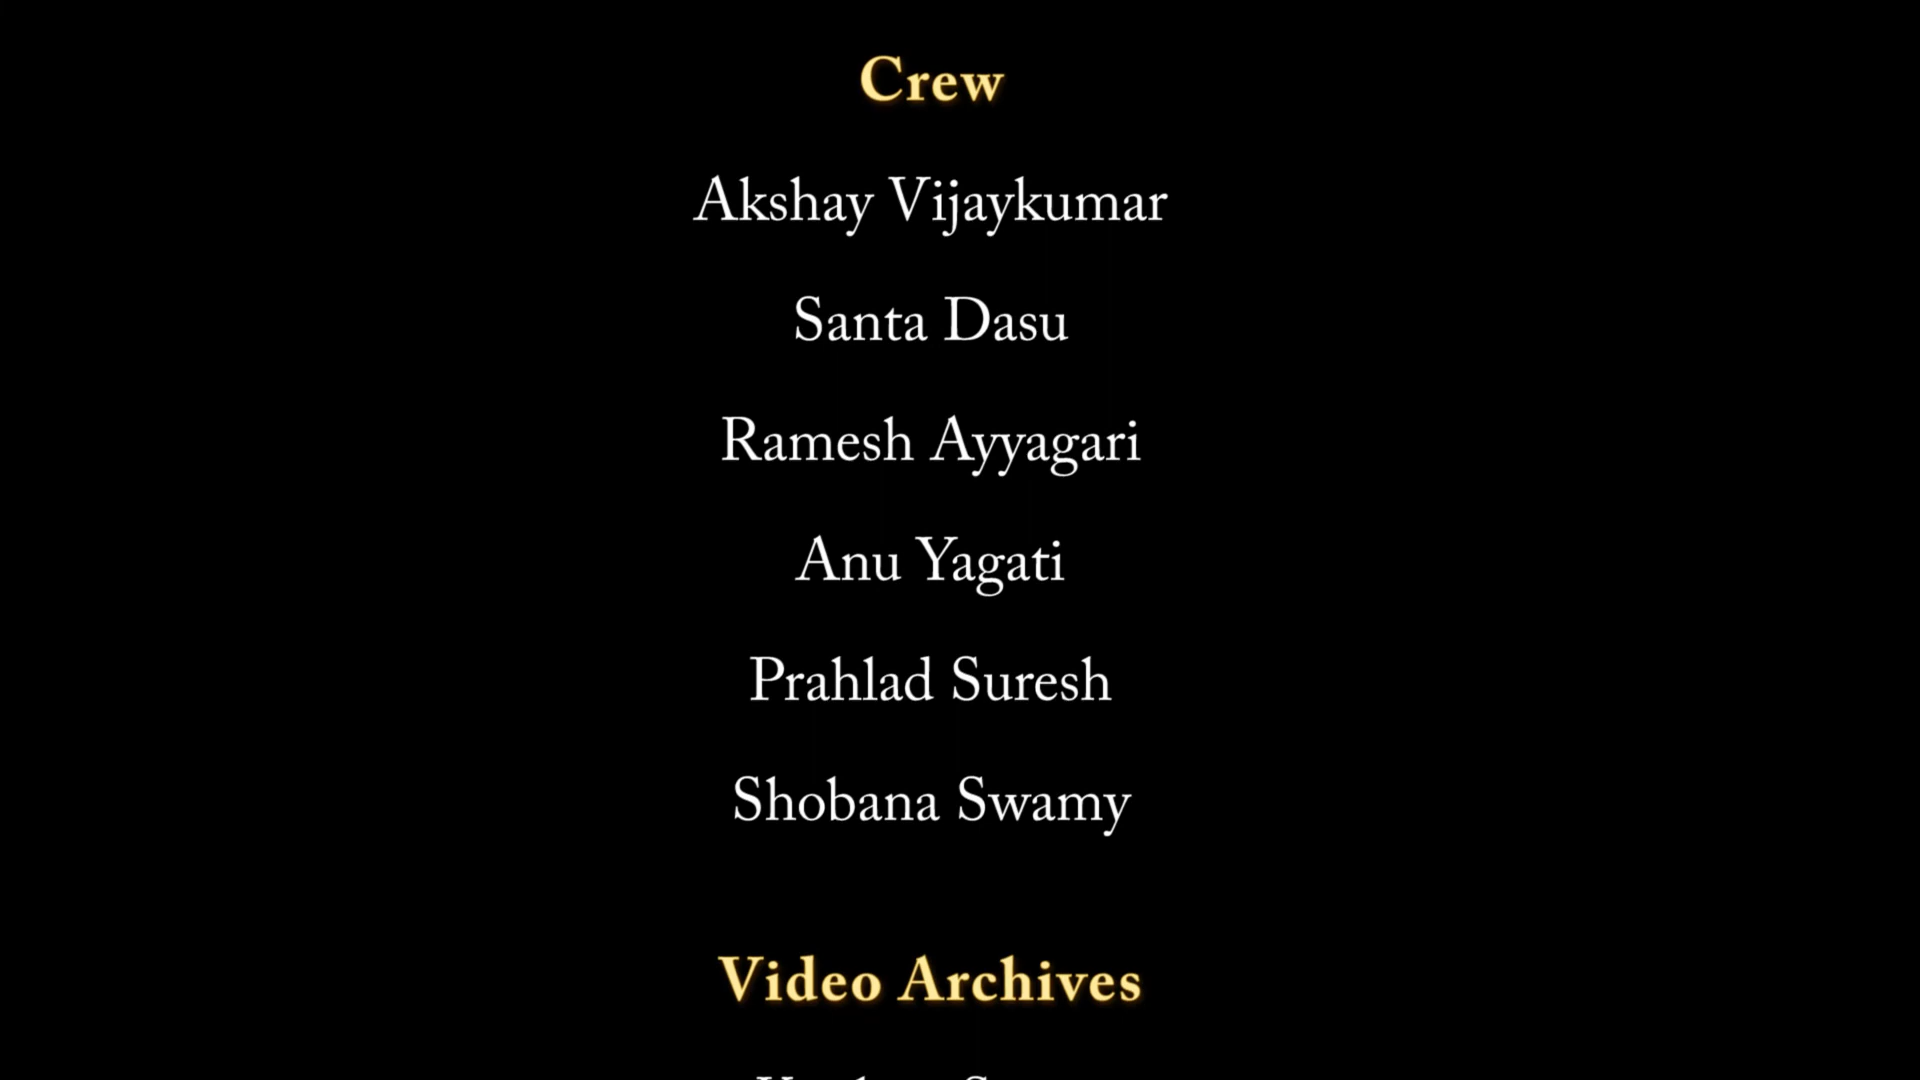 Crew
Akshay Vijaykumar
Santa Dasu
Ramesh Ayyagari
Anu Yagati
Prahlad Suresh
Shobana Swamy
Video Archives